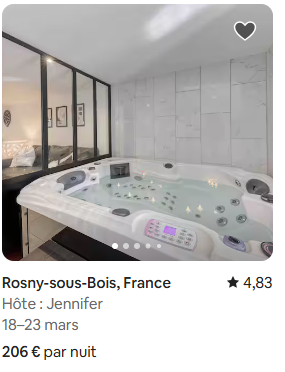 Rosny-sous-Bois, France
4,83
Hôte : Jennifer
18–23 mars
206 € par nuit